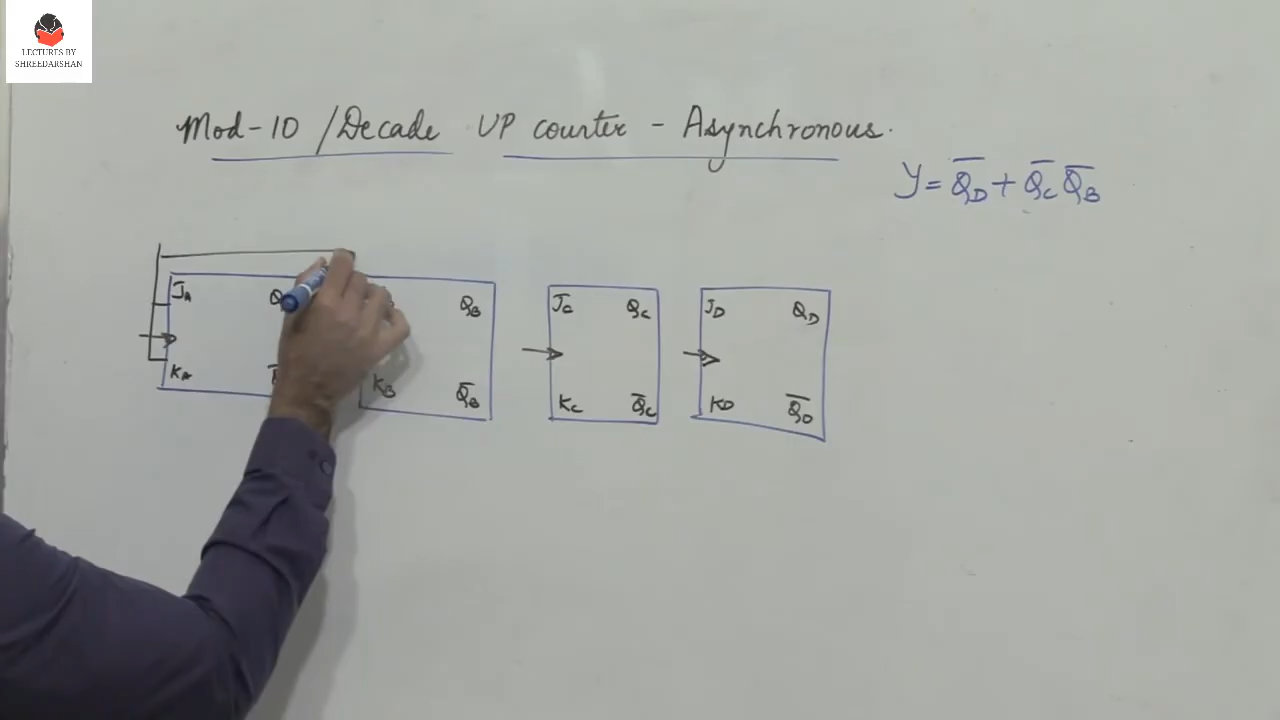 LECTURES BY
SHREEDARSHAN
Mod-10 /Decade UP counter - Asynchronous.
Y = Q̅D + Q̅C Q̅B
JA QB JC QC JD QD
KA KB Q̅B KC Q̅C KD Q̅D